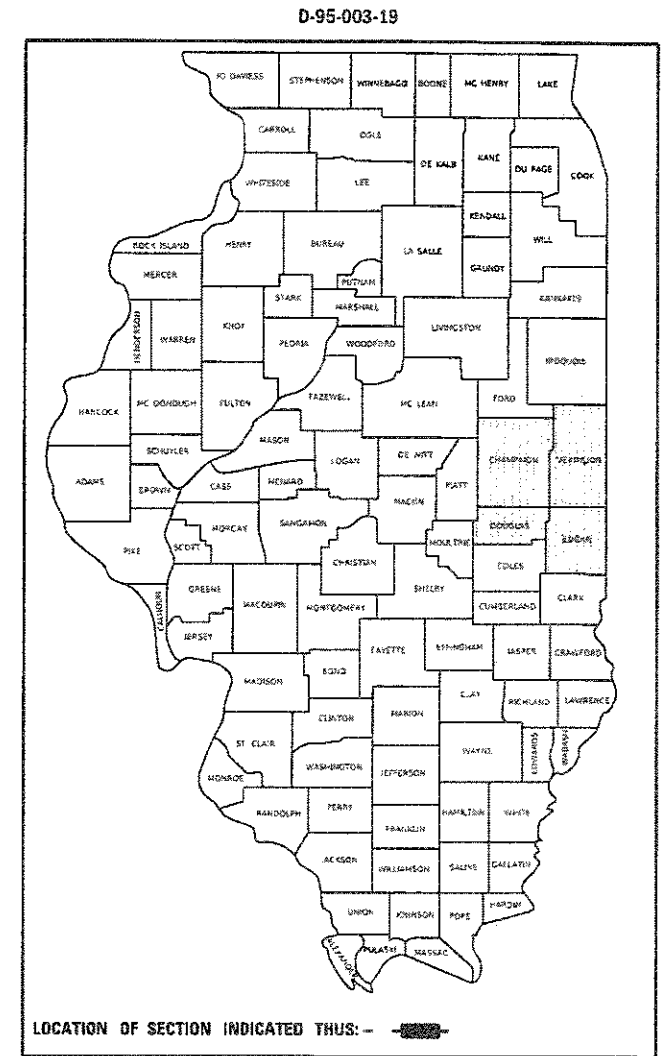 D-95-003-19
JO DAVIESS STEPHENSON WINNEBAGO BOONE MC HENRY LAKE
CARROLL OGLE
DE KALB KANE DU PAGE COOK
WHITESIDE LEE
KENDALL
ROCK ISLAND HENRY BUREAU LA SALLE WILL
MERCER GRUNDY
PUTNAM
STARK MARSHALL KANKAKEE
HENDERSON WARREN KNOX LIVINGSTON
PEORIA WOODFORD IROQUOIS
HANCOCK MC DONOUGH FULTON TAZEWELL MC LEAN FORD
SCHUYLER MASON LOGAN DE WITT CHAMPAIGN VERMILION
ADAMS BROWN CASS MENARD PIATT
MACON
MORGAN SANGAMON DOUGLAS EDGAR
PIKE SCOTT CHRISTIAN MOULTRIE
COLES
CALHOUN GREENE MACOUPIN MONTGOMERY SHELBY CUMBERLAND CLARK
JERSEY
FAYETTE EFFINGHAM JASPER CRAWFORD
MADISON BOND
CLAY RICHLAND LAWRENCE
CLINTON MARION
ST CLAIR WAYNE EDWARDS WABASH
MONROE WASHINGTON JEFFERSON
RANDOLPH PERRY HAMILTON WHITE
FRANKLIN
JACKSON WILLIAMSON SALINE GALLATIN
UNION JOHNSON POPE HARDIN
ALEXANDER PULASKI MASSAC
LOCATION OF SECTION INDICATED THUS: -